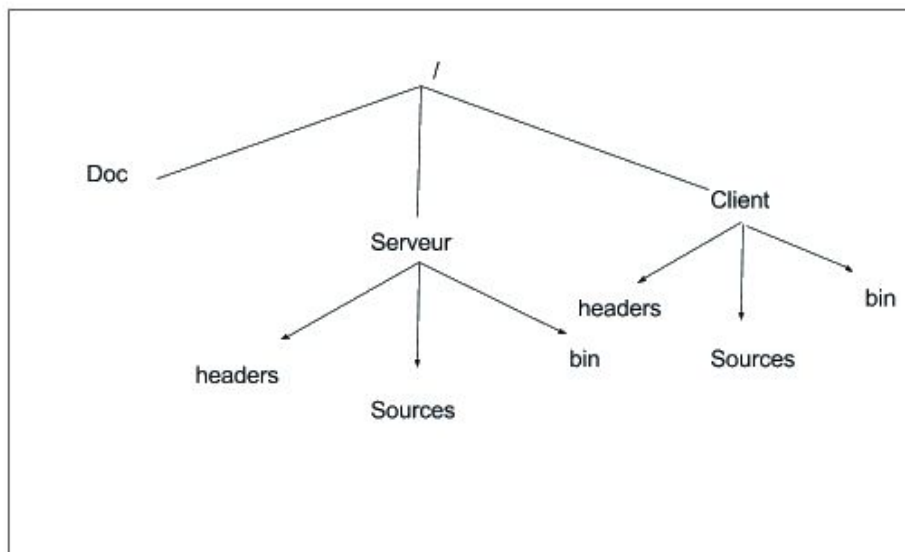 /
Doc
Client
Serveur
headers
bin
headers
Sources
bin
Sources